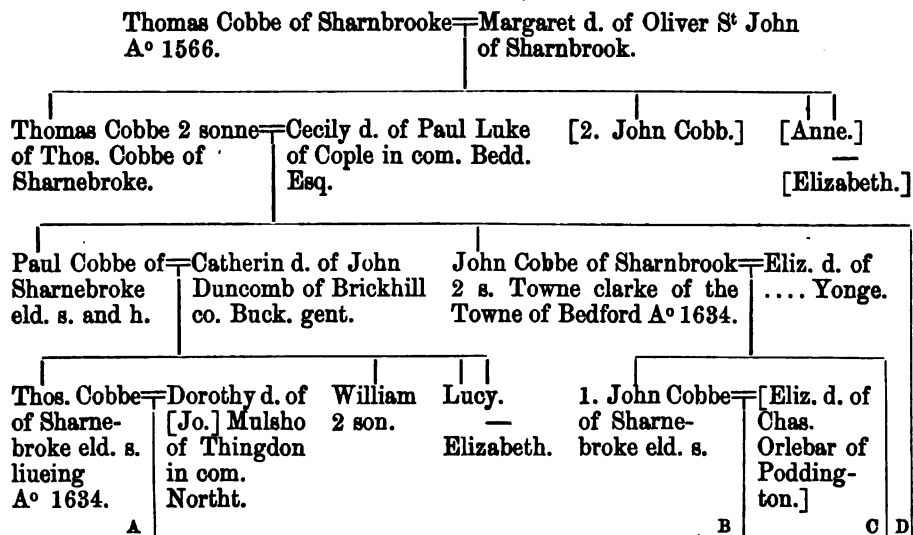 Thomas Cobbe of Sharnbrooke
Aº 1566.
Margaret d. of Oliver Sᵗ John
of Sharnbrook.
Thomas Cobbe 2 sonne
of Thos. Cobbe of
Sharnebroke.
Cecily d. of Paul Luke
of Cople in com. Bedd.
Esq.
[2. John Cobb.]
[Anne.]
—
[Elizabeth.]
Paul Cobbe of
Sharnebroke
eld. s. and h.
Catherin d. of John
Duncomb of Brickhill
co. Buck. gent.
John Cobbe of Sharnbrook
2 s. Towne clarke of the
Towne of Bedford Aº 1634.
Eliz. d. of
.... Yonge.
Thos. Cobbe
of Sharne-
broke eld. s.
liueing
Aº 1634.
Dorothy d. of
[Jo.] Mulsho
of Thingdon
in com.
Northt.
William
2 son.
Lucy.
—
Elizabeth.
1. John Cobbe
of Sharne-
broke eld. s.
[Eliz. d. of
Chas.
Orlebar of
Podding-
ton.]
A
B
C
D